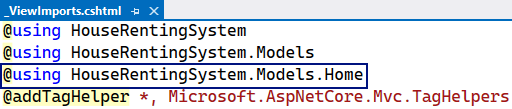 _ViewImports.cshtml
@using HouseRentingSystem
@using HouseRentingSystem.Models
@using HouseRentingSystem.Models.Home
@addTagHelper *, Microsoft.AspNetCore.Mvc.TagHelpers